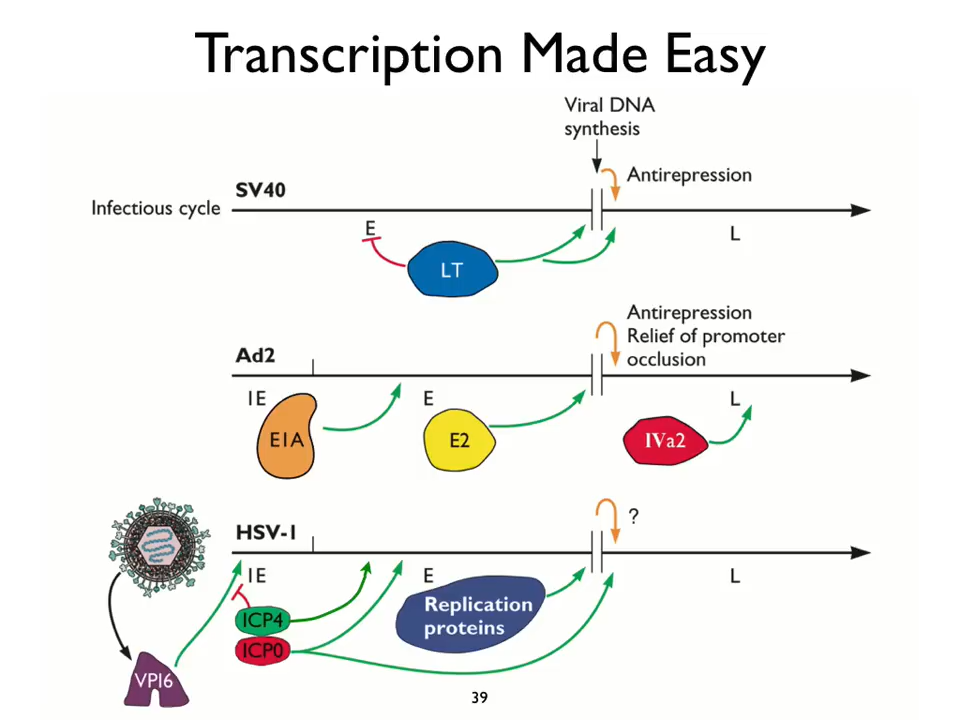 Transcription Made Easy
Viral DNA
synthesis
SV40
Antirepression
Infectious cycle
E
L
LT
Antirepression
Relief of promoter
occlusion
Ad2
IE
E
L
E1A
E2
IVa2
HSV-1
?
IE
E
L
ICP4
ICP0
Replication
proteins
VP16
39